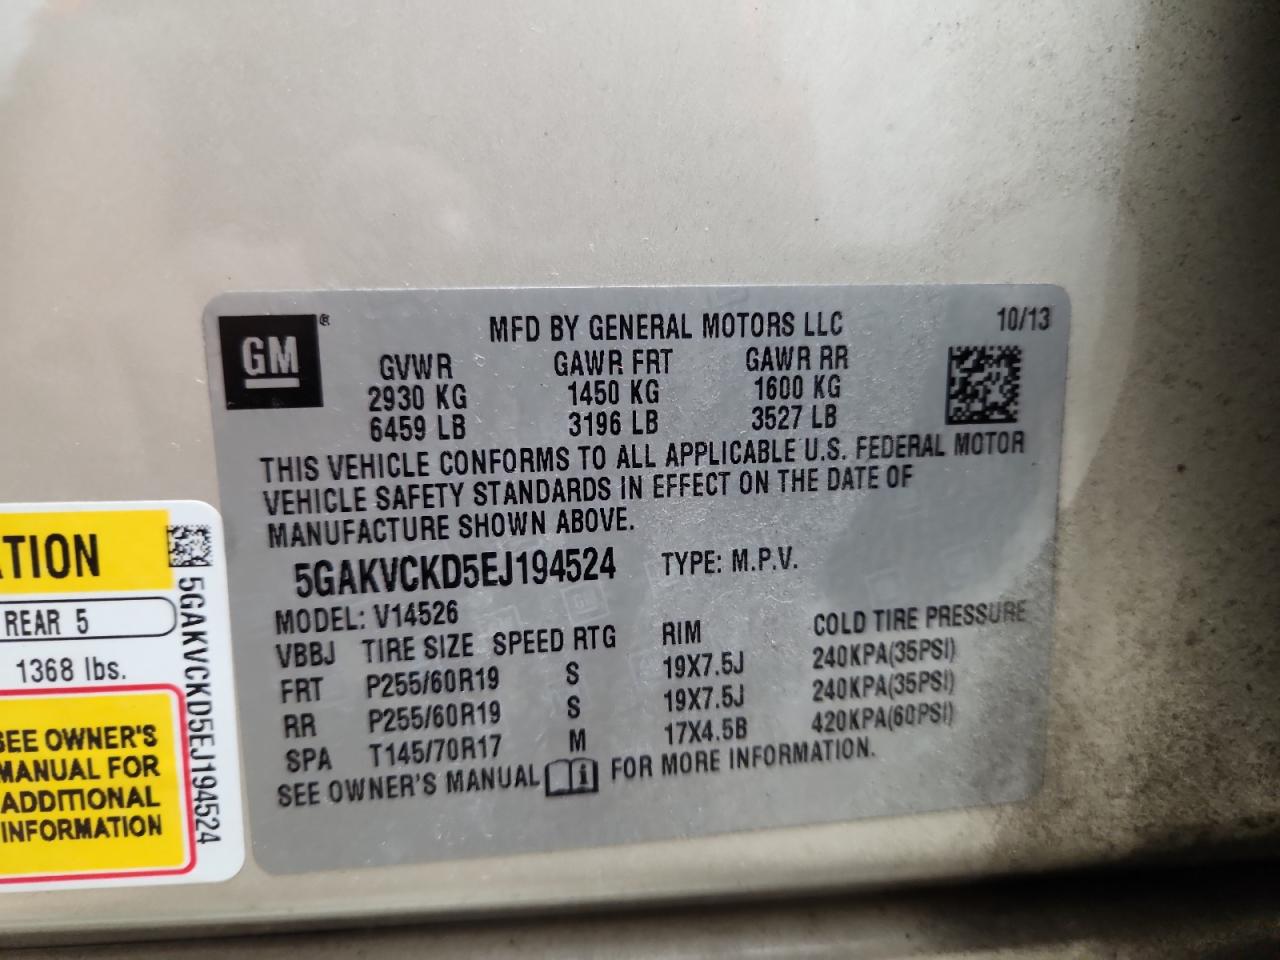 GM®
MFD BY GENERAL MOTORS LLC 10/13
GVWR GAWR FRT GAWR RR
2930 KG 1450 KG 1600 KG
6459 LB 3196 LB 3527 LB
THIS VEHICLE CONFORMS TO ALL APPLICABLE U.S. FEDERAL MOTOR
VEHICLE SAFETY STANDARDS IN EFFECT ON THE DATE OF
MANUFACTURE SHOWN ABOVE.
5GAKVCKD5EJ194524 TYPE: M.P.V.
MODEL: V14526
VBBJ TIRE SIZE SPEED RTG RIM COLD TIRE PRESSURE
FRT P255/60R19 S 19X7.5J 240KPA(35PSI)
RR P255/60R19 S 19X7.5J 240KPA(35PSI)
SPA T145/70R17 M 17X4.5B 420KPA(60PSI)
SEE OWNER'S MANUAL FOR MORE INFORMATION.
ATION
REAR 5
1368 lbs.
SEE OWNER'S
MANUAL FOR
ADDITIONAL
INFORMATION
5GAKVCKD5EJ194524